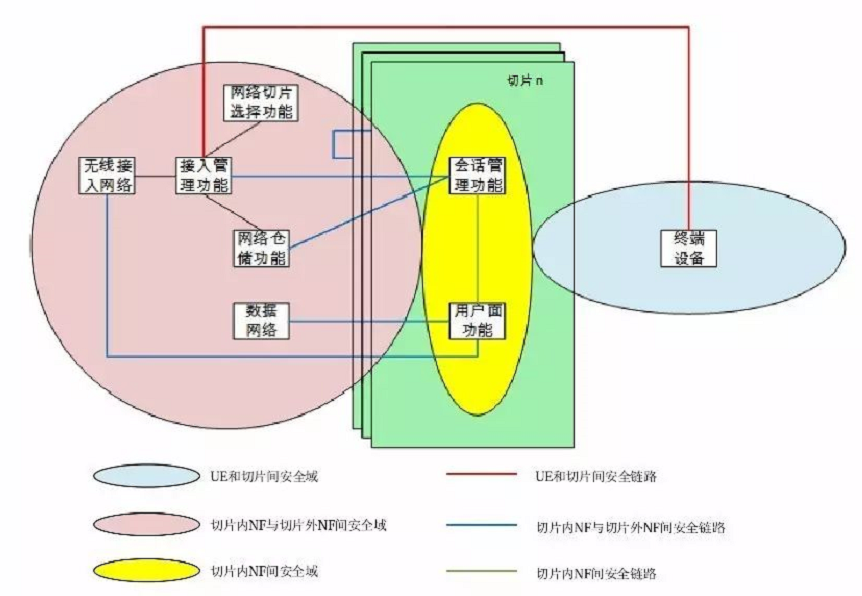 切片n
网络切片
选择功能
无线接
入网络
接入管
理功能
会话管
理功能
网络仓
储功能
终端
设备
数据
网络
用户面
功能
UE和切片间安全域
UE和切片间安全链路
切片内NF与切片外NF间安全域
切片内NF与切片外NF间安全链路
切片内NF间安全域
切片内NF间安全链路